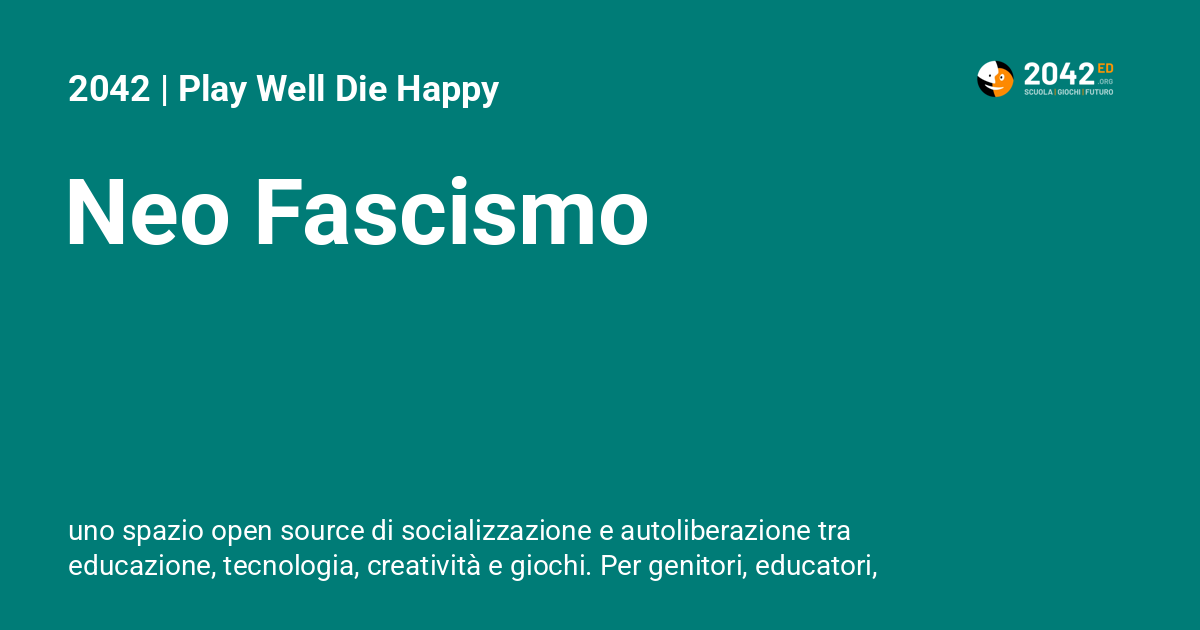 2042 | Play Well Die Happy
2042 ED
.ORG
SCUOLA | GIOCHI | FUTURO
Neo Fascismo
uno spazio open source di socializzazione e autoliberazione tra
educazione, tecnologia, creatività e giochi. Per genitori, educatori,